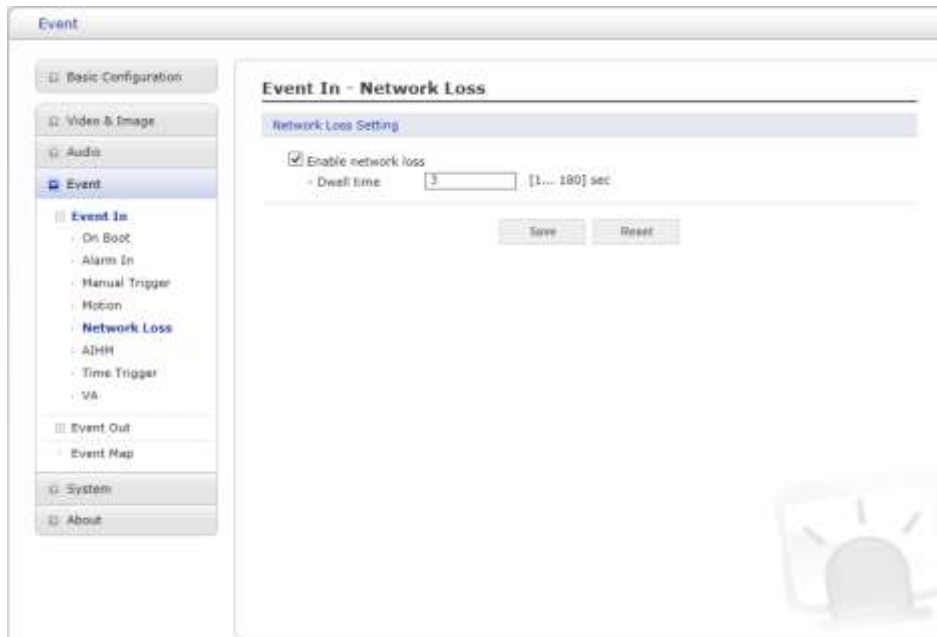 Event
Basic Configuration
Video & Image
Audio
Event
Event In
On Boot
Alarm In
Manual Trigger
Motion
Network Loss
AIHM
Time Trigger
VA
Event Out
Event Map
System
About
Event In - Network Loss
Network Loss Setting
Enable network loss
- Dwell time 3 [1... 180] sec
Save Reset